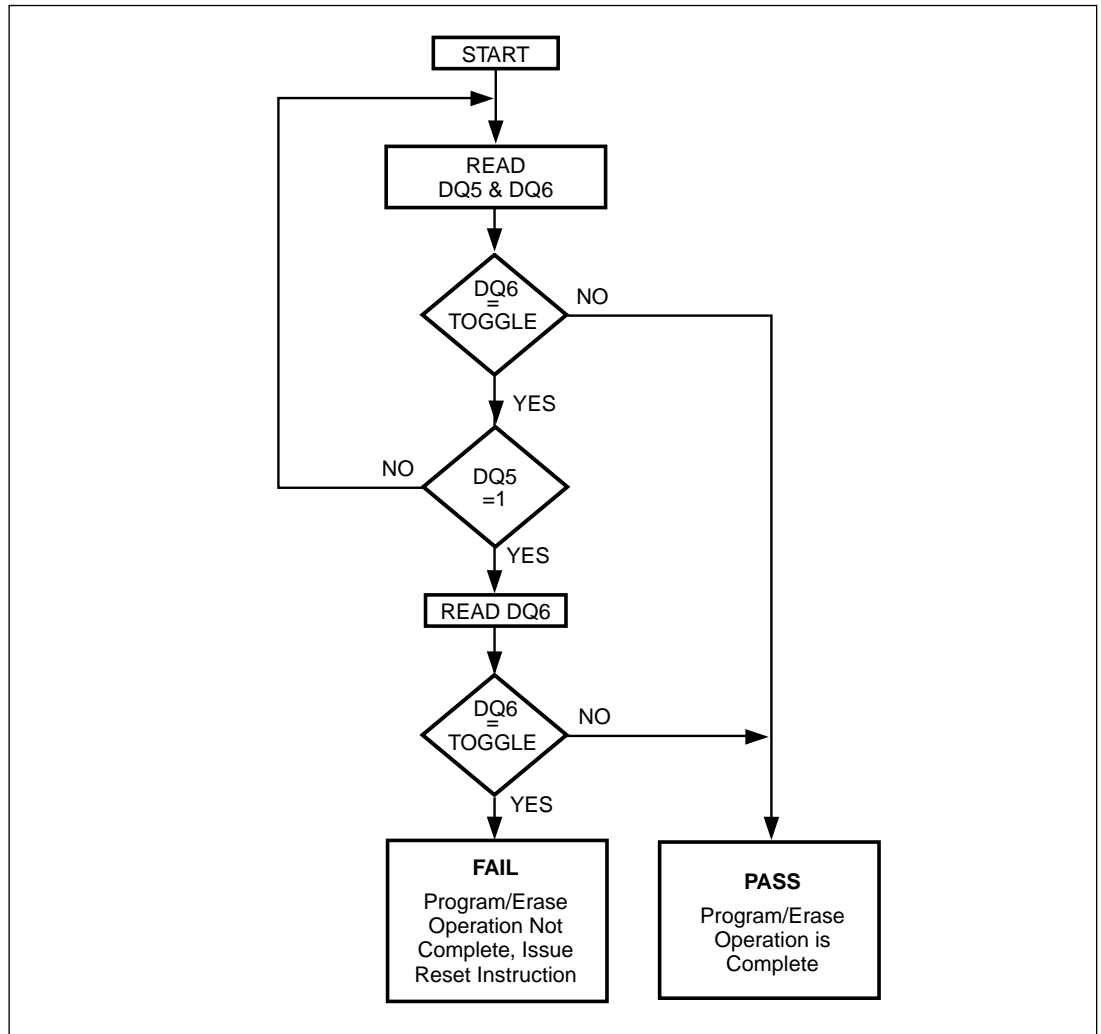 START
READ
DQ5 & DQ6
DQ6
=
TOGGLE
NO
YES
NO
DQ5
=1
YES
READ DQ6
DQ6
=
TOGGLE
NO
YES
FAIL
Program/Erase
Operation Not
Complete, Issue
Reset Instruction
PASS
Program/Erase
Operation is
Complete